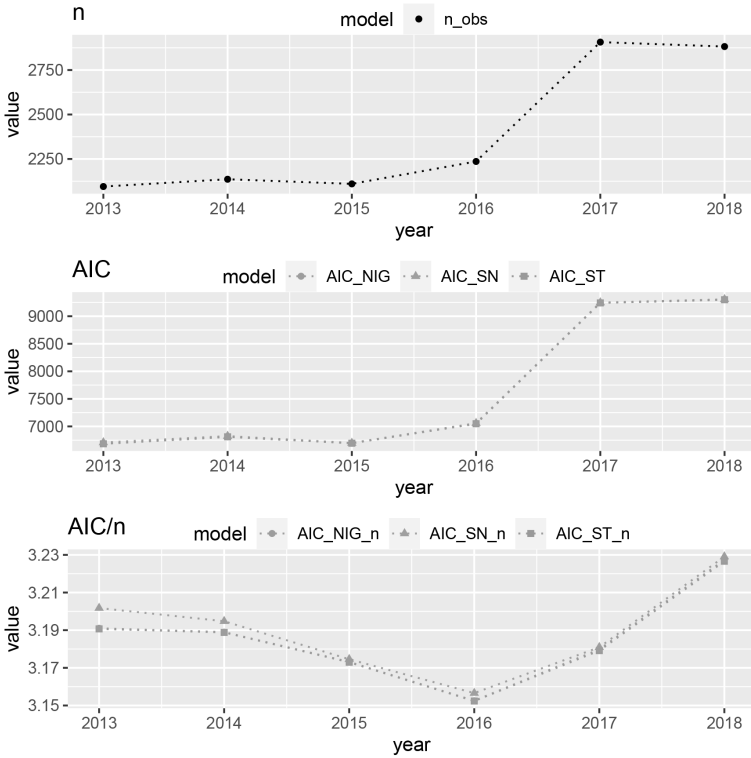 n
model n_obs
2750
2500
2250
value
2013 2014 2015 2016 2017 2018
year
AIC
model AIC_NIG AIC_SN AIC_ST
9000
8500
8000
7500
7000
value
2013 2014 2015 2016 2017 2018
year
AIC/n
model AIC_NIG_n AIC_SN_n AIC_ST_n
3.23
3.21
3.19
3.17
3.15
value
2013 2014 2015 2016 2017 2018
year